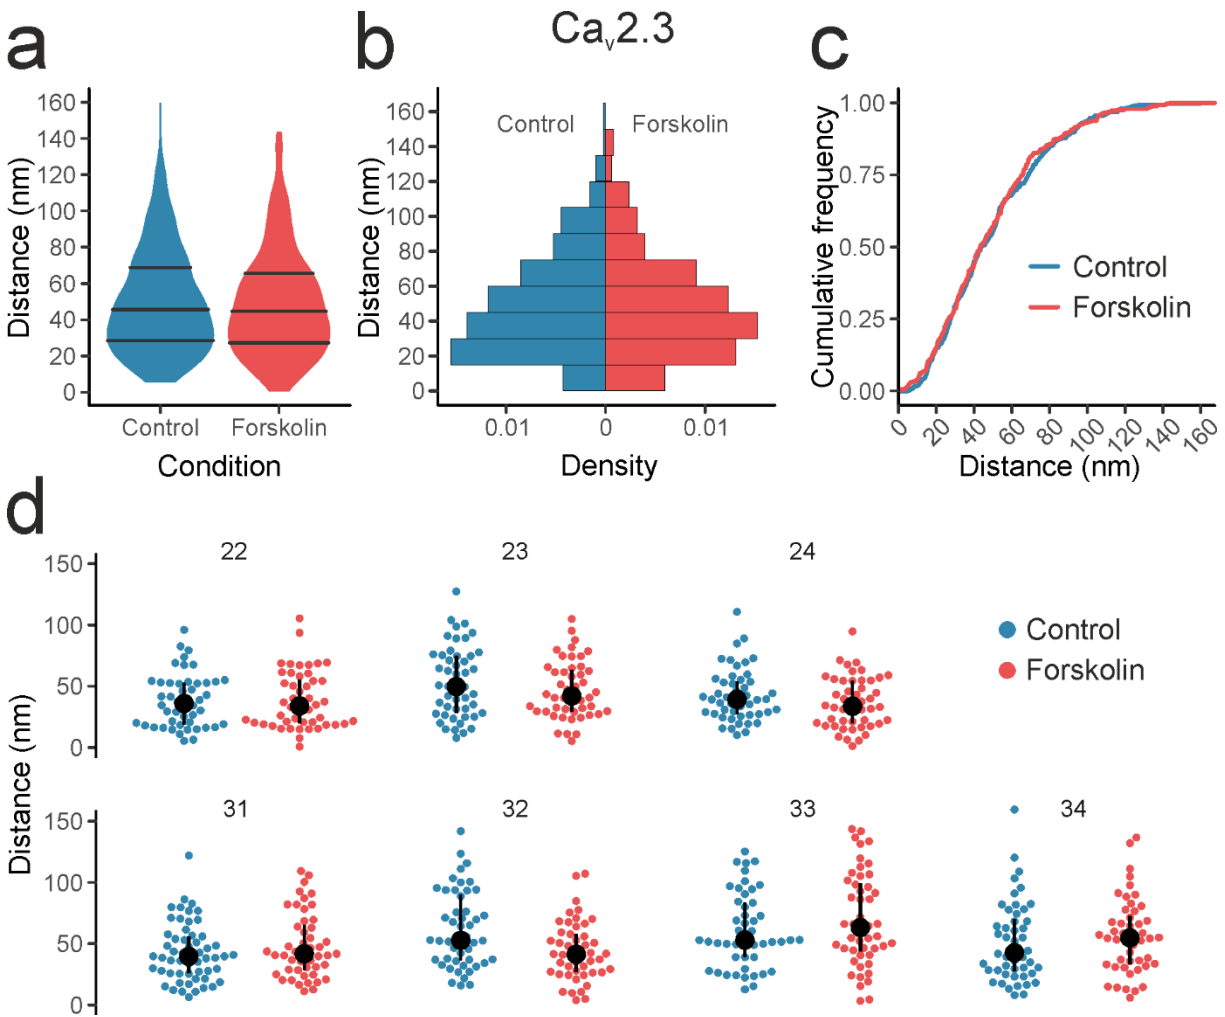 a
b
Cav2.3
c
Distance (nm)
160
140
120
100
80
60
40
20
0
Control
Forskolin
Condition
Distance (nm)
160
140
120
100
80
60
40
20
0
Control
Forskolin
0.01
0
0.01
Density
Cumulative frequency
1.00
0.75
0.50
0.25
0.00
Control
Forskolin
0
20
40
60
80
100
120
140
160
Distance (nm)
d
Distance (nm)
22
23
24
150
100
50
0
Control
Forskolin
31
32
33
34
150
100
50
0